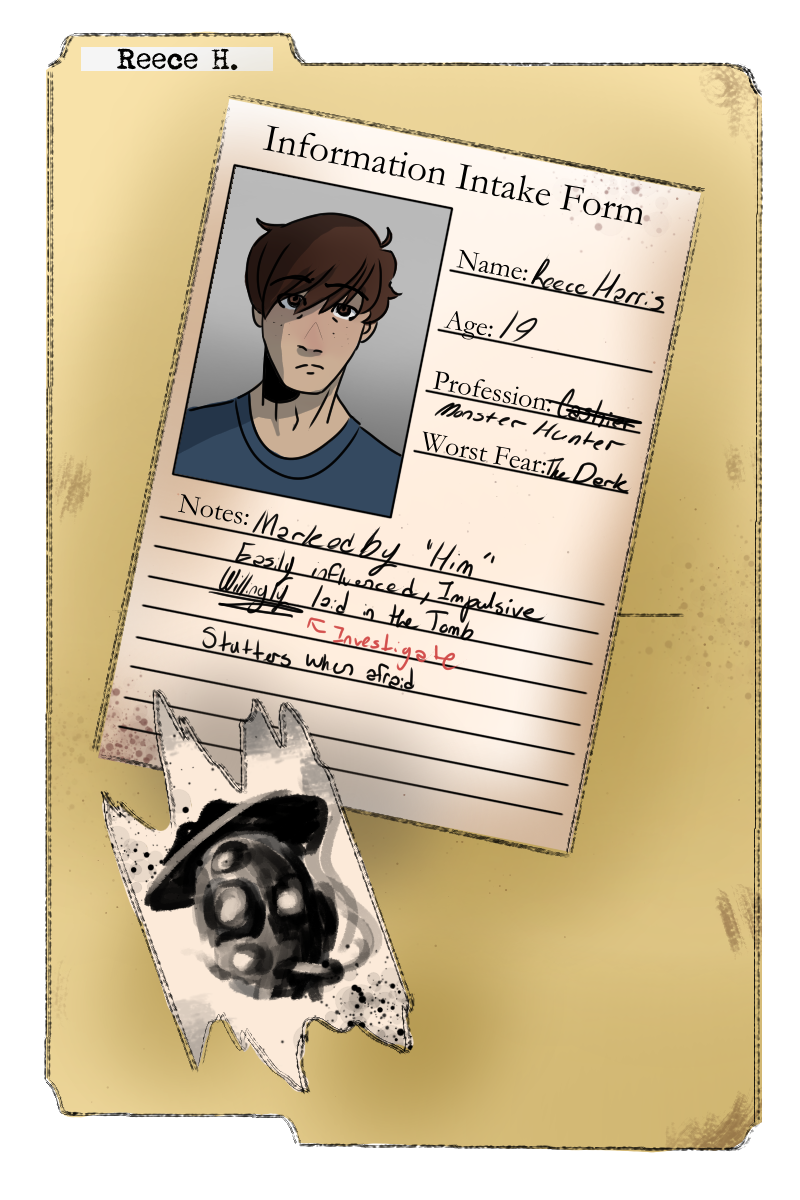 Reece H.
Information Intake Form
Name: Reece Harris
Age: 19
Profession: Cashier
Monster Hunter
Worst Fear: The Dark
Notes: Marked by "Him"
Easily influenced, Impulsive
Willingly laid in the Tomb
Investigate
Stutters when afraid